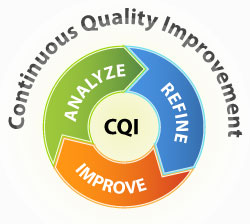 Continuous Quality Improvement
ANALYZE
REFINE
CQI
IMPROVE